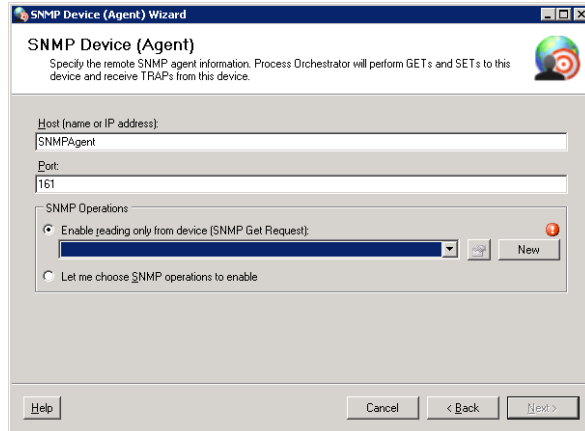 SNMP Device (Agent) Wizard
SNMP Device (Agent)
Specify the remote SNMP agent information. Process Orchestrator will perform GETs and SETs to this
device and receive TRAPs from this device.
Host (name or IP address):
SNMPAgent
Port:
161
SNMP Operations
Enable reading only from device (SNMP Get Request):
New
Let me choose SNMP operations to enable
Help
Cancel
< Back
Next >